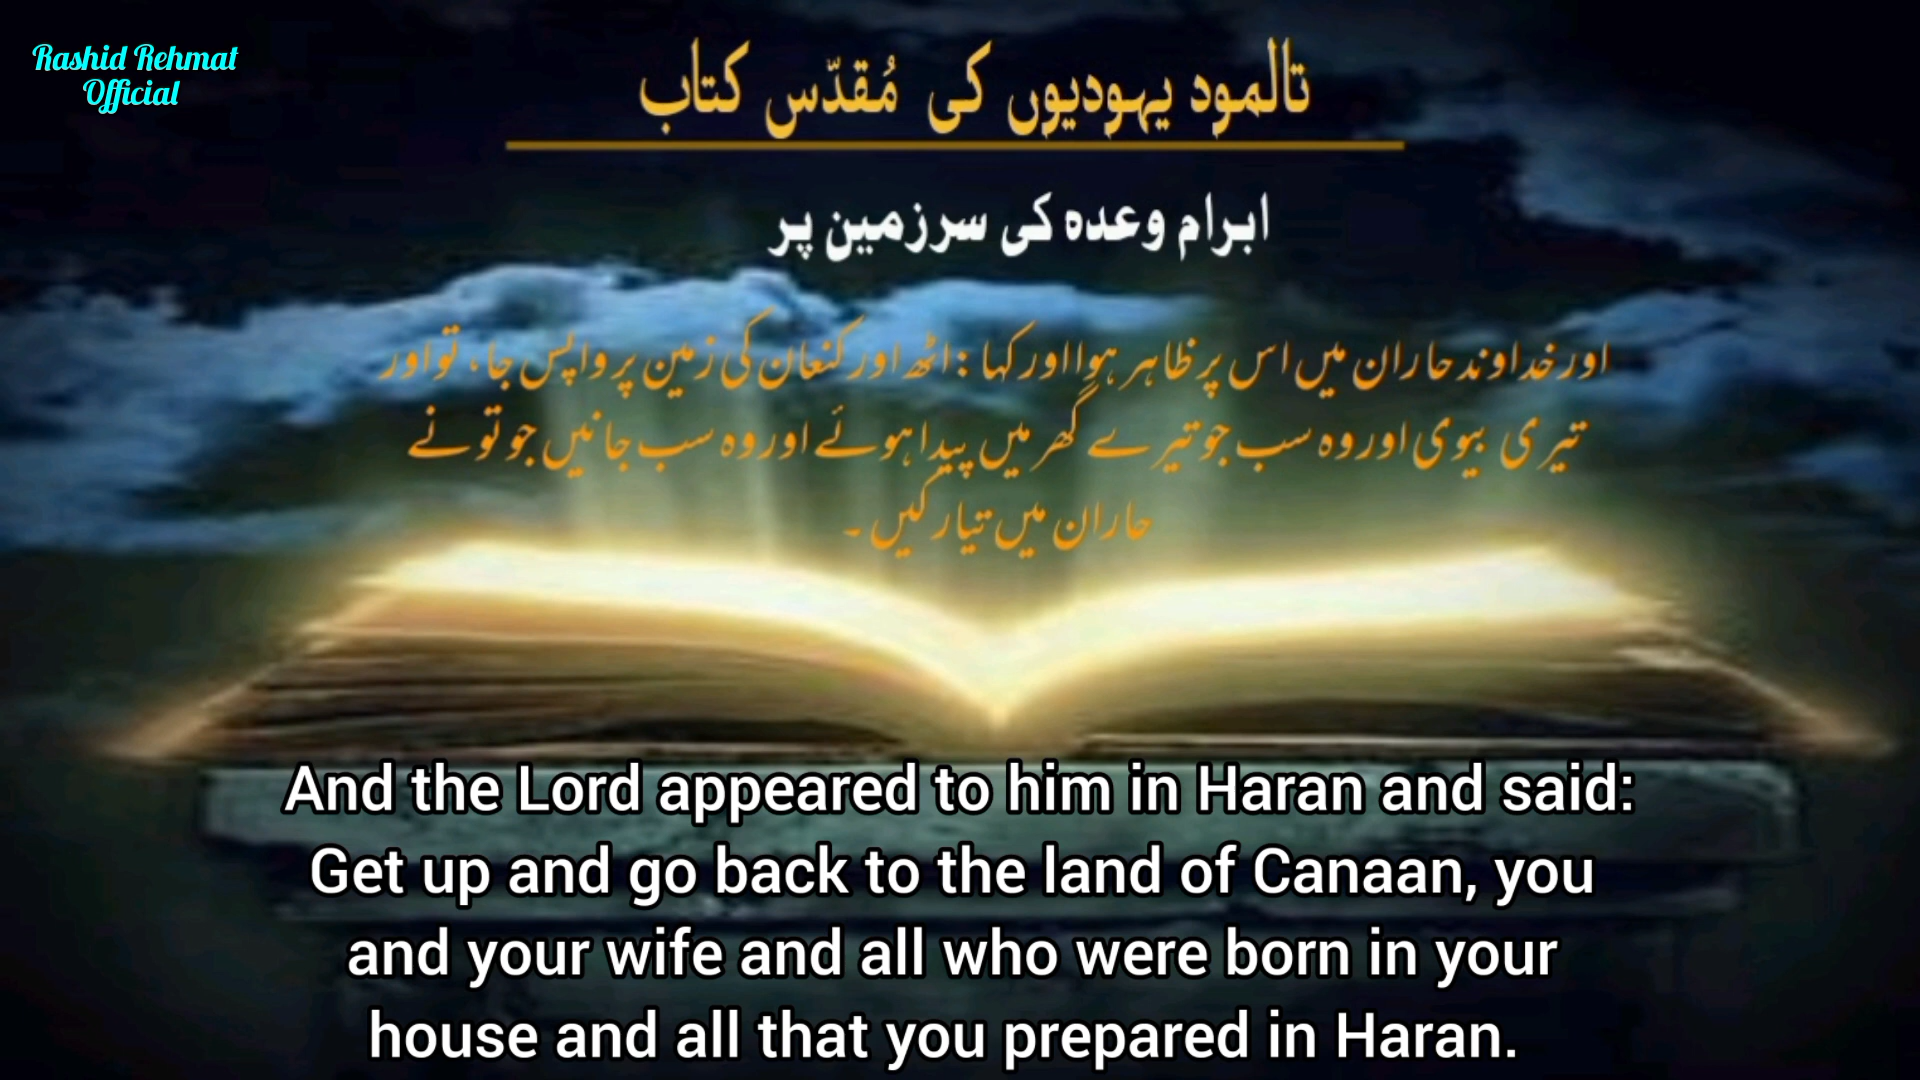 Rashid Rehmat
Official
تالمود یہودیوں کی مُقدّس کتاب
ابرام وعدہ کی سرزمین پر
اورخداوند حاران میں اس پر ظاہر ہوا اور کہا : اٹھ اور کنعان کی زمین پر واپس جا، تو اور
تیری بیوی اور وہ سب جو تیرے گھر میں پیدا ہوئے اور وہ سب جانیں جو تو نے
حاران میں تیار کیں ۔
And the Lord appeared to him in Haran and said:
Get up and go back to the land of Canaan, you
and your wife and all who were born in your
house and all that you prepared in Haran.